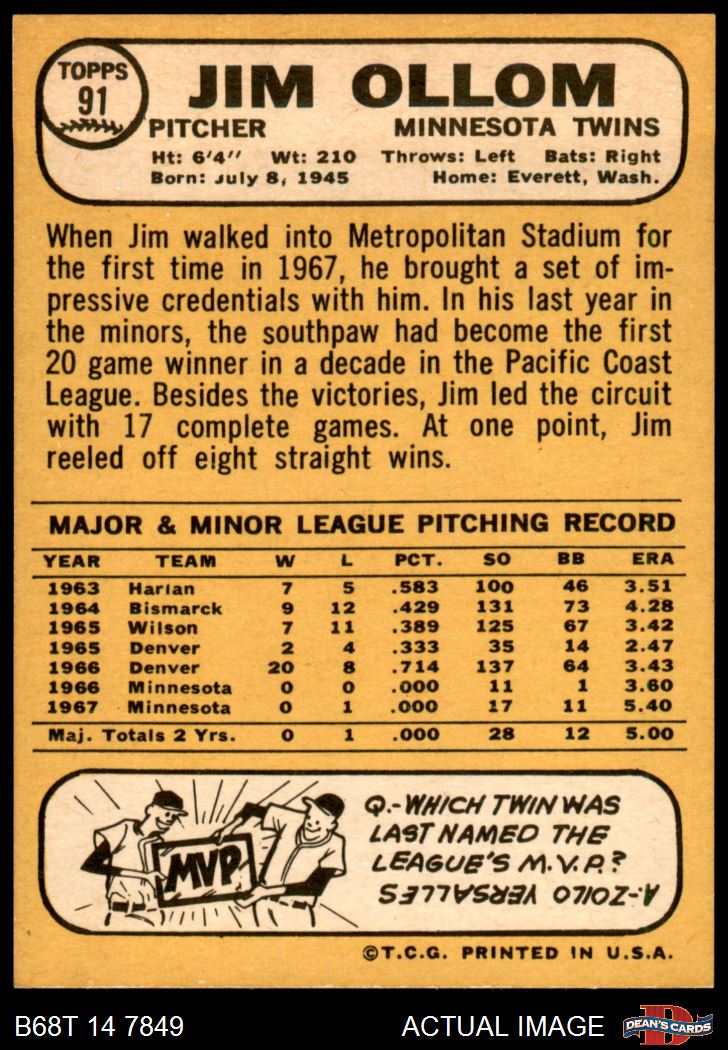 TOPPS
91
JIM OLLOM
PITCHER MINNESOTA TWINS
Ht: 6'4" Wt: 210 Throws: Left Bats: Right
Born: July 8, 1945 Home: Everett, Wash.
When Jim walked into Metropolitan Stadium for
the first time in 1967, he brought a set of im-
pressive credentials with him. In his last year in
the minors, the southpaw had become the first
20 game winner in a decade in the Pacific Coast
League. Besides the victories, Jim led the circuit
with 17 complete games. At one point, Jim
reeled off eight straight wins.
MAJOR & MINOR LEAGUE PITCHING RECORD
YEAR TEAM W L PCT. SO BB ERA
1963 Harlan 7 5 .583 100 46 3.51
1964 Bismarck 9 12 .429 131 73 4.28
1965 Wilson 7 11 .389 125 67 3.42
1965 Denver 2 4 .333 35 14 2.47
1966 Denver 20 8 .714 137 64 3.43
1966 Minnesota 0 0 .000 11 1 3.60
1967 Minnesota 0 1 .000 17 11 5.40
Maj. Totals 2 Yrs. 0 1 .000 28 12 5.00
MVP
Q.-WHICH TWIN WAS
LAST NAMED THE
LEAGUE'S M.V.P.?
A-ZOILO VERSALLES
©T.C.G. PRINTED IN U.S.A.
B68T 14 7849 ACTUAL IMAGE
D
DEAN'S CARDS